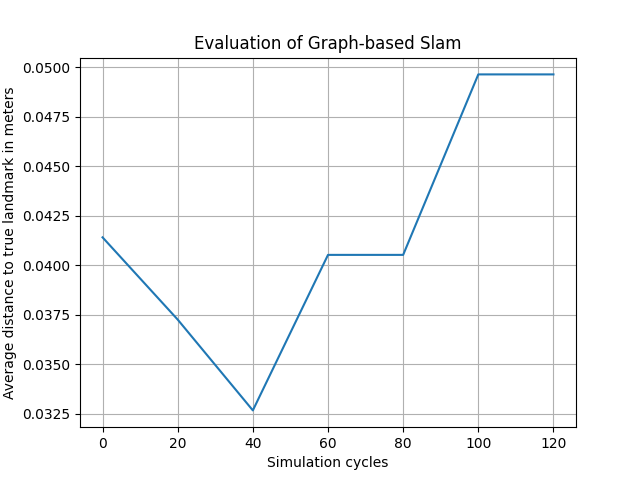 Evaluation of Graph-based Slam
Average distance to true landmark in meters
0.0500
0.0475
0.0450
0.0425
0.0400
0.0375
0.0350
0.0325
0 20 40 60 80 100 120
Simulation cycles